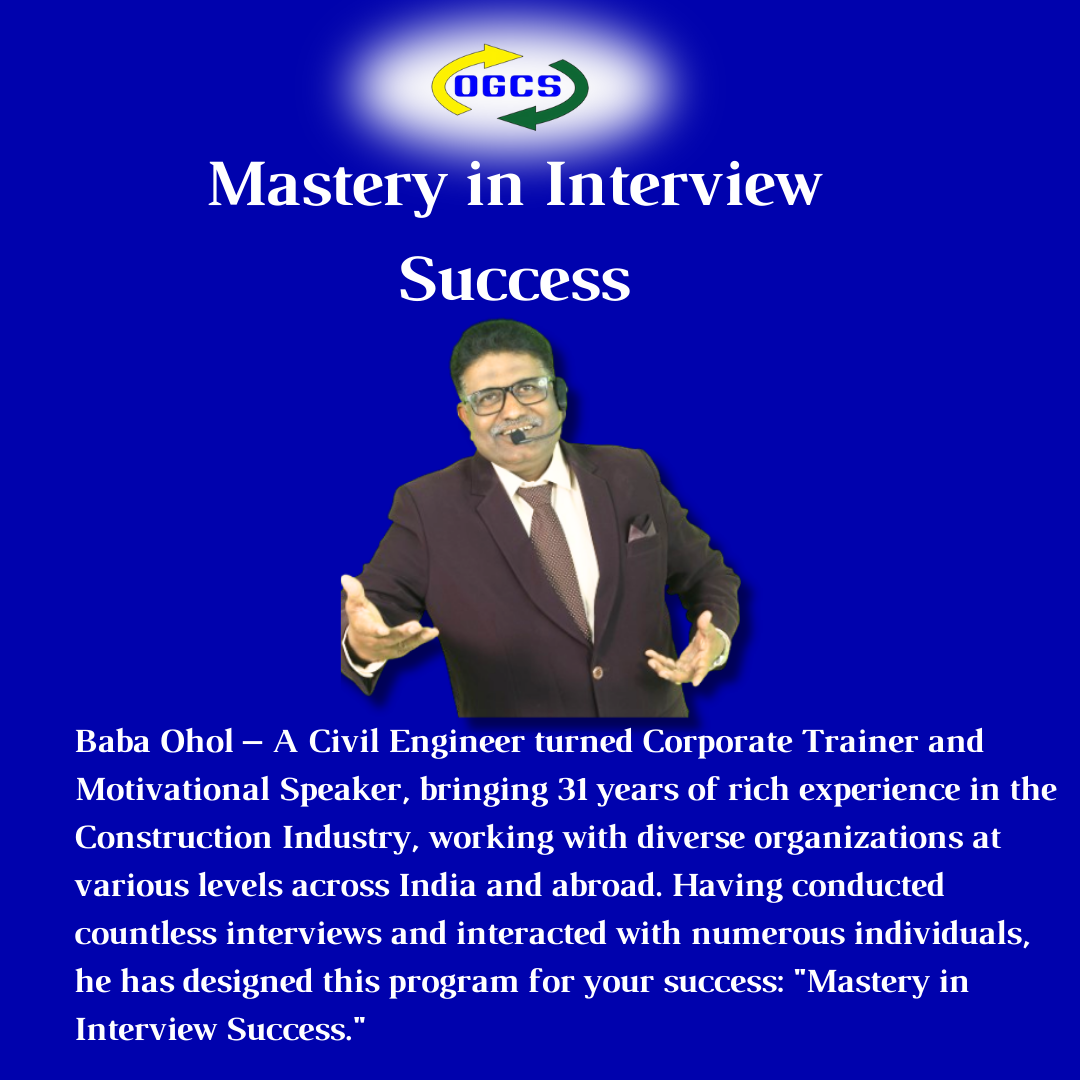 OGCS
Mastery in Interview
Success
Baba Ohol – A Civil Engineer turned Corporate Trainer and
Motivational Speaker, bringing 31 years of rich experience in the
Construction Industry, working with diverse organizations at
various levels across India and abroad. Having conducted
countless interviews and interacted with numerous individuals,
he has designed this program for your success: "Mastery in
Interview Success."